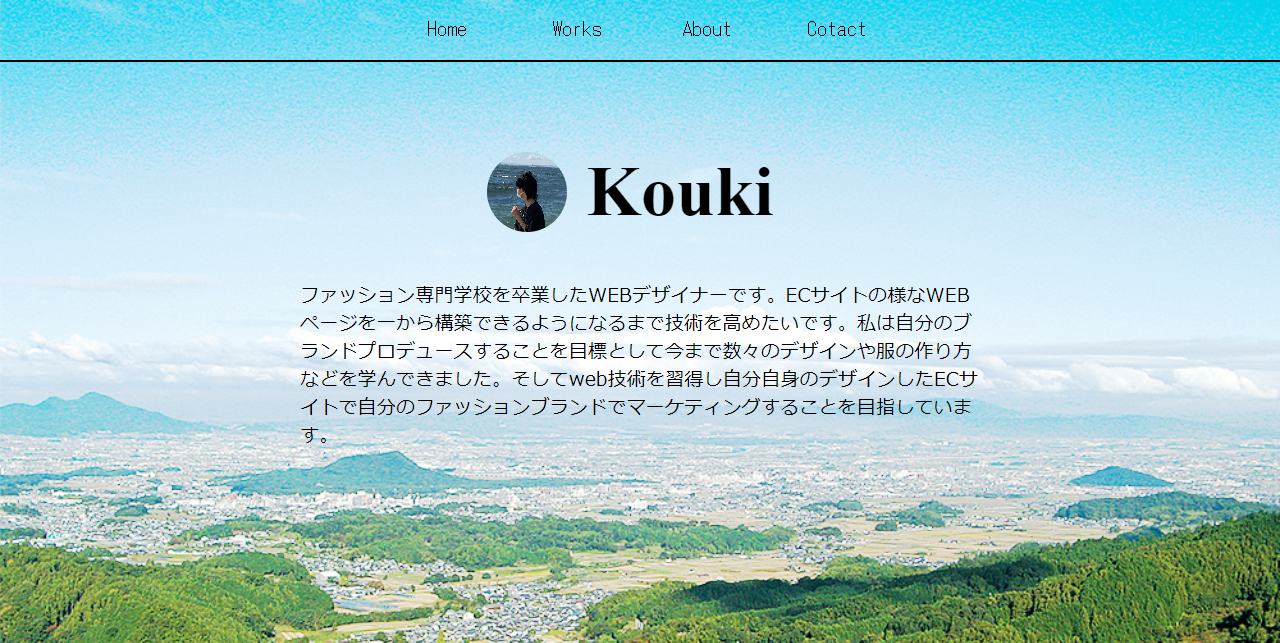 Home Works About Cotact
Kouki
ファッション専門学校を卒業したWEBデザイナーです。ECサイトの様なWEB
ページを一から構築できるようになるまで技術を高めたいです。私は自分のブ
ランドプロデュースすることを目標として今まで数々のデザインや服の作り方
などを学んできました。そしてweb技術を習得し自分自身のデザインしたECサ
イトで自分のファッションブランドでマーケティングすることを目指していま
す。